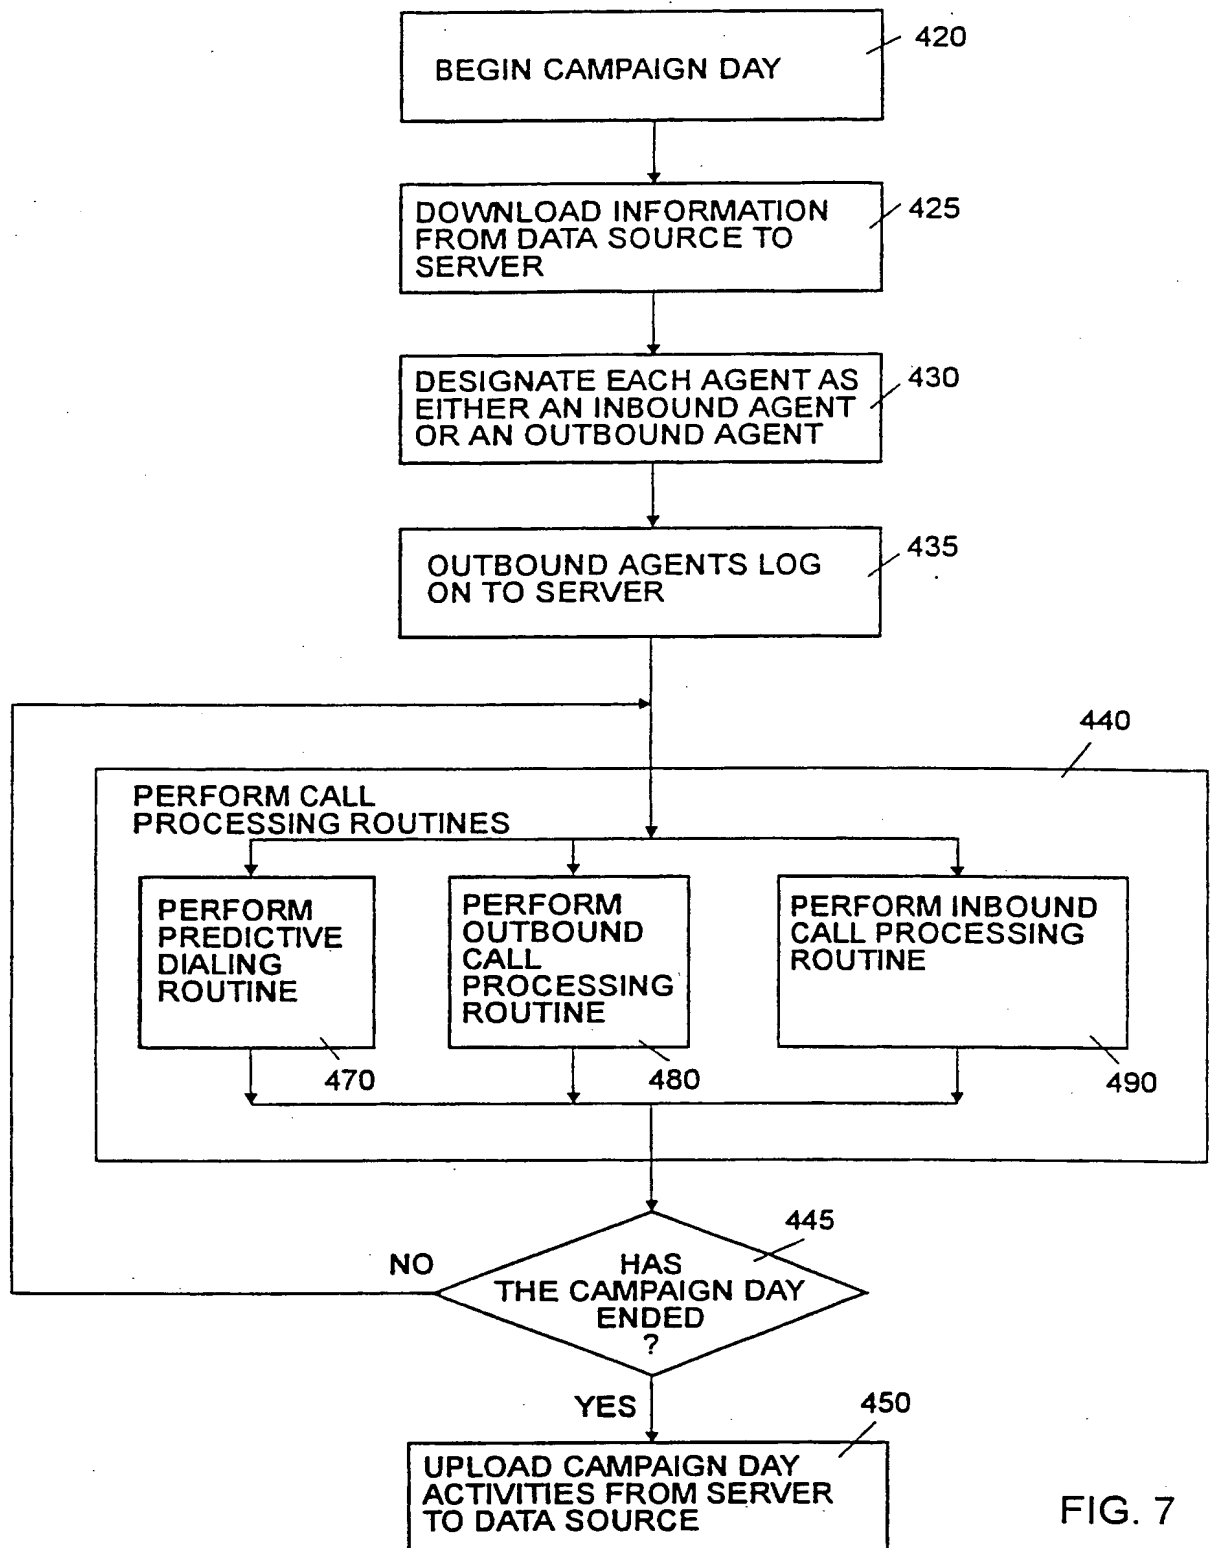 420
BEGIN CAMPAIGN DAY
425
DOWNLOAD INFORMATION
FROM DATA SOURCE TO
SERVER
430
DESIGNATE EACH AGENT AS
EITHER AN INBOUND AGENT
OR AN OUTBOUND AGENT
435
OUTBOUND AGENTS LOG
ON TO SERVER
440
PERFORM CALL
PROCESSING ROUTINES
PERFORM
PREDICTIVE
DIALING
ROUTINE
470
PERFORM
OUTBOUND
CALL
PROCESSING
ROUTINE
480
PERFORM INBOUND
CALL PROCESSING
ROUTINE
490
445
NO
HAS
THE CAMPAIGN DAY
ENDED
?
YES
450
UPLOAD CAMPAIGN DAY
ACTIVITIES FROM SERVER
TO DATA SOURCE
FIG. 7